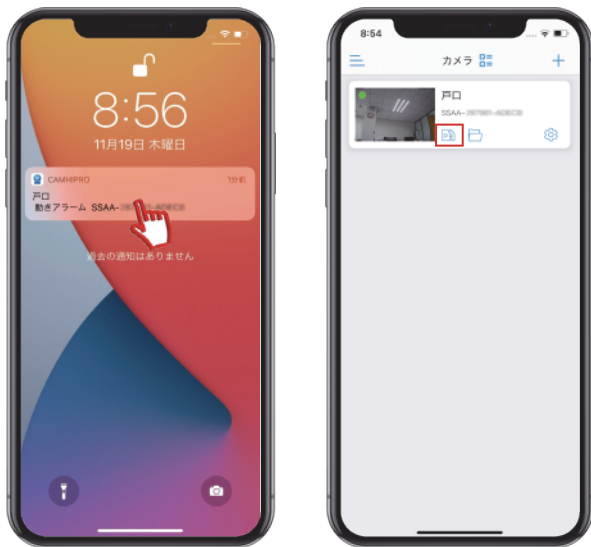 8:56
11月19日 木曜日
CAMHIPRO 1分前
戸口
動きアラーム SSAA-
過去の通知はありません
8:54
カメラ
戸口
SSAA-